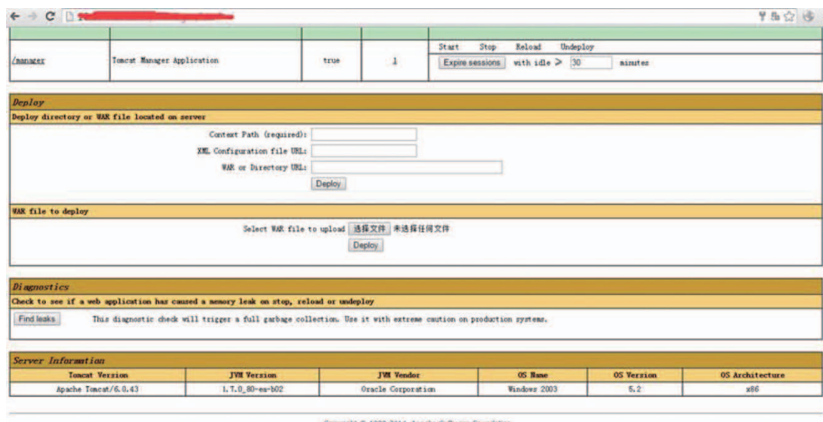 Start Stop Reload Undeploy
/manager Tomcat Manager Application true 1 Expire sessions with idle ≥ 30 minutes
Deploy
Deploy directory or WAR file located on server
Context Path (required):
XML Configuration file URL:
WAR or Directory URL:
Deploy
WAR file to deploy
Select WAR file to upload 选择文件 未选择任何文件
Deploy
Diagnostics
Check to see if a web application has caused a memory leak on stop, reload or undeploy
Find leaks This diagnostic check will trigger a full garbage collection. Use it with extreme caution on production systems.
Server Information
Tomcat Version JVM Version JVM Vendor OS Name OS Version OS Architecture
Apache Tomcat/6.0.43 1.7.0_80-ea-b02 Oracle Corporation Windows 2003 5.2 x86